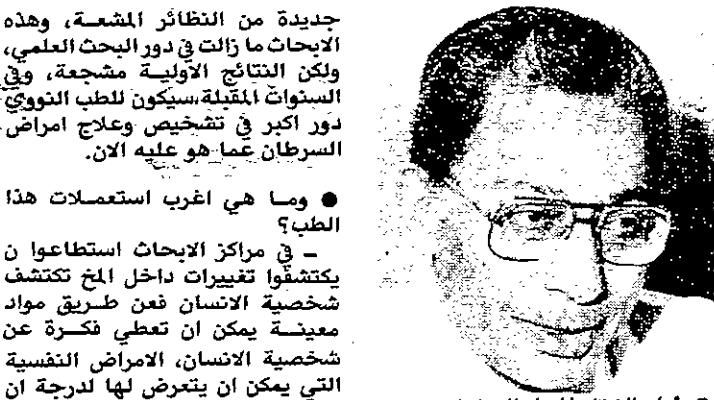 جديدة من النظائر المشعة، وهذه
الابحاث ما زالت في دور البحث العلمي،
ولكن النتائج الاولية مشجعة، وفي
السنوات المقبلة سيكون للطب النووي
دور اكبر في تشخيص وعلاج امراض
السرطان عما هو عليه الان.
● وما هي اغرب استعملات هذا
الطب؟
ـ في مراكز الابحاث استطاعوا ن
يكتشفوا تغييرات داخل المخ تكتشف
شخصية الانسان فعن طريق مواد
معينة يمكن ان تعطي فكرة عن
شخصية الانسان، الامراض النفسية
التي يمكن ان يتعرض لها لدرجة ان